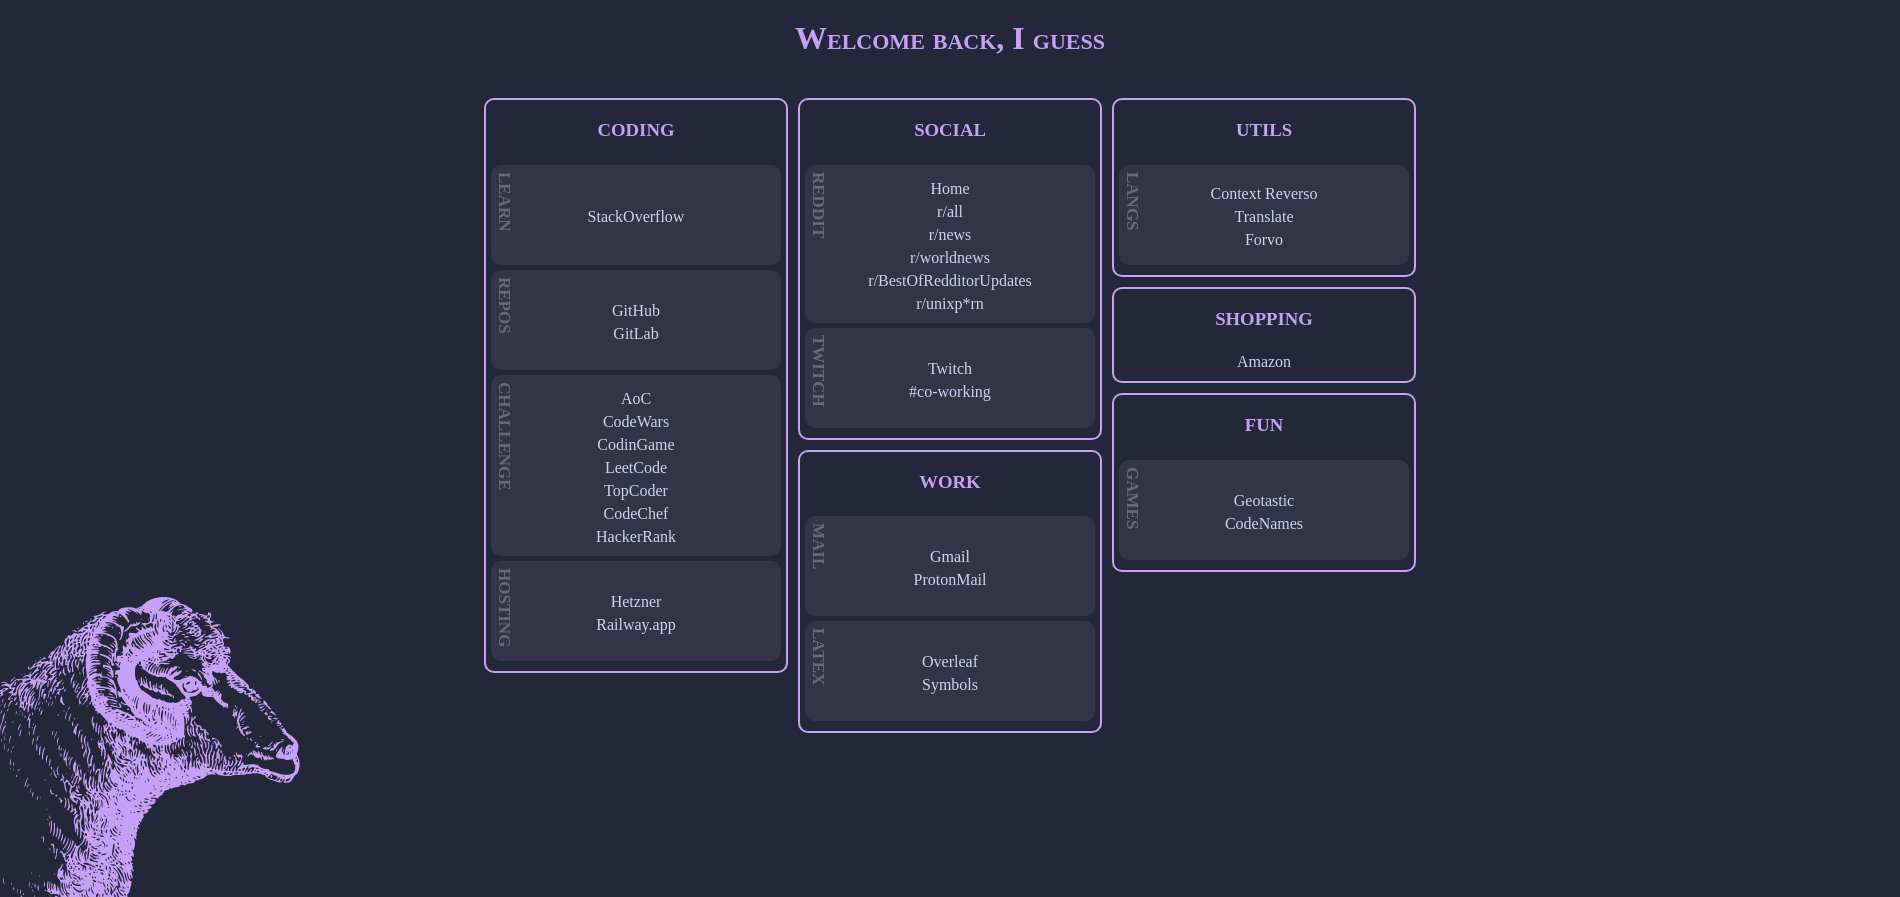 Welcome back, I guess
CODING
LEARN
StackOverflow
REPOS
GitHub
GitLab
CHALLENGE
AoC
CodeWars
CodinGame
LeetCode
TopCoder
CodeChef
HackerRank
HOSTING
Hetzner
Railway.app
SOCIAL
REDDIT
Home
r/all
r/news
r/worldnews
r/BestOfRedditorUpdates
r/unixp*rn
TWITCH
Twitch
#co-working
WORK
MAIL
Gmail
ProtonMail
LATEX
Overleaf
Symbols
UTILS
LANGS
Context Reverso
Translate
Forvo
SHOPPING
Amazon
FUN
GAMES
Geotastic
CodeNames